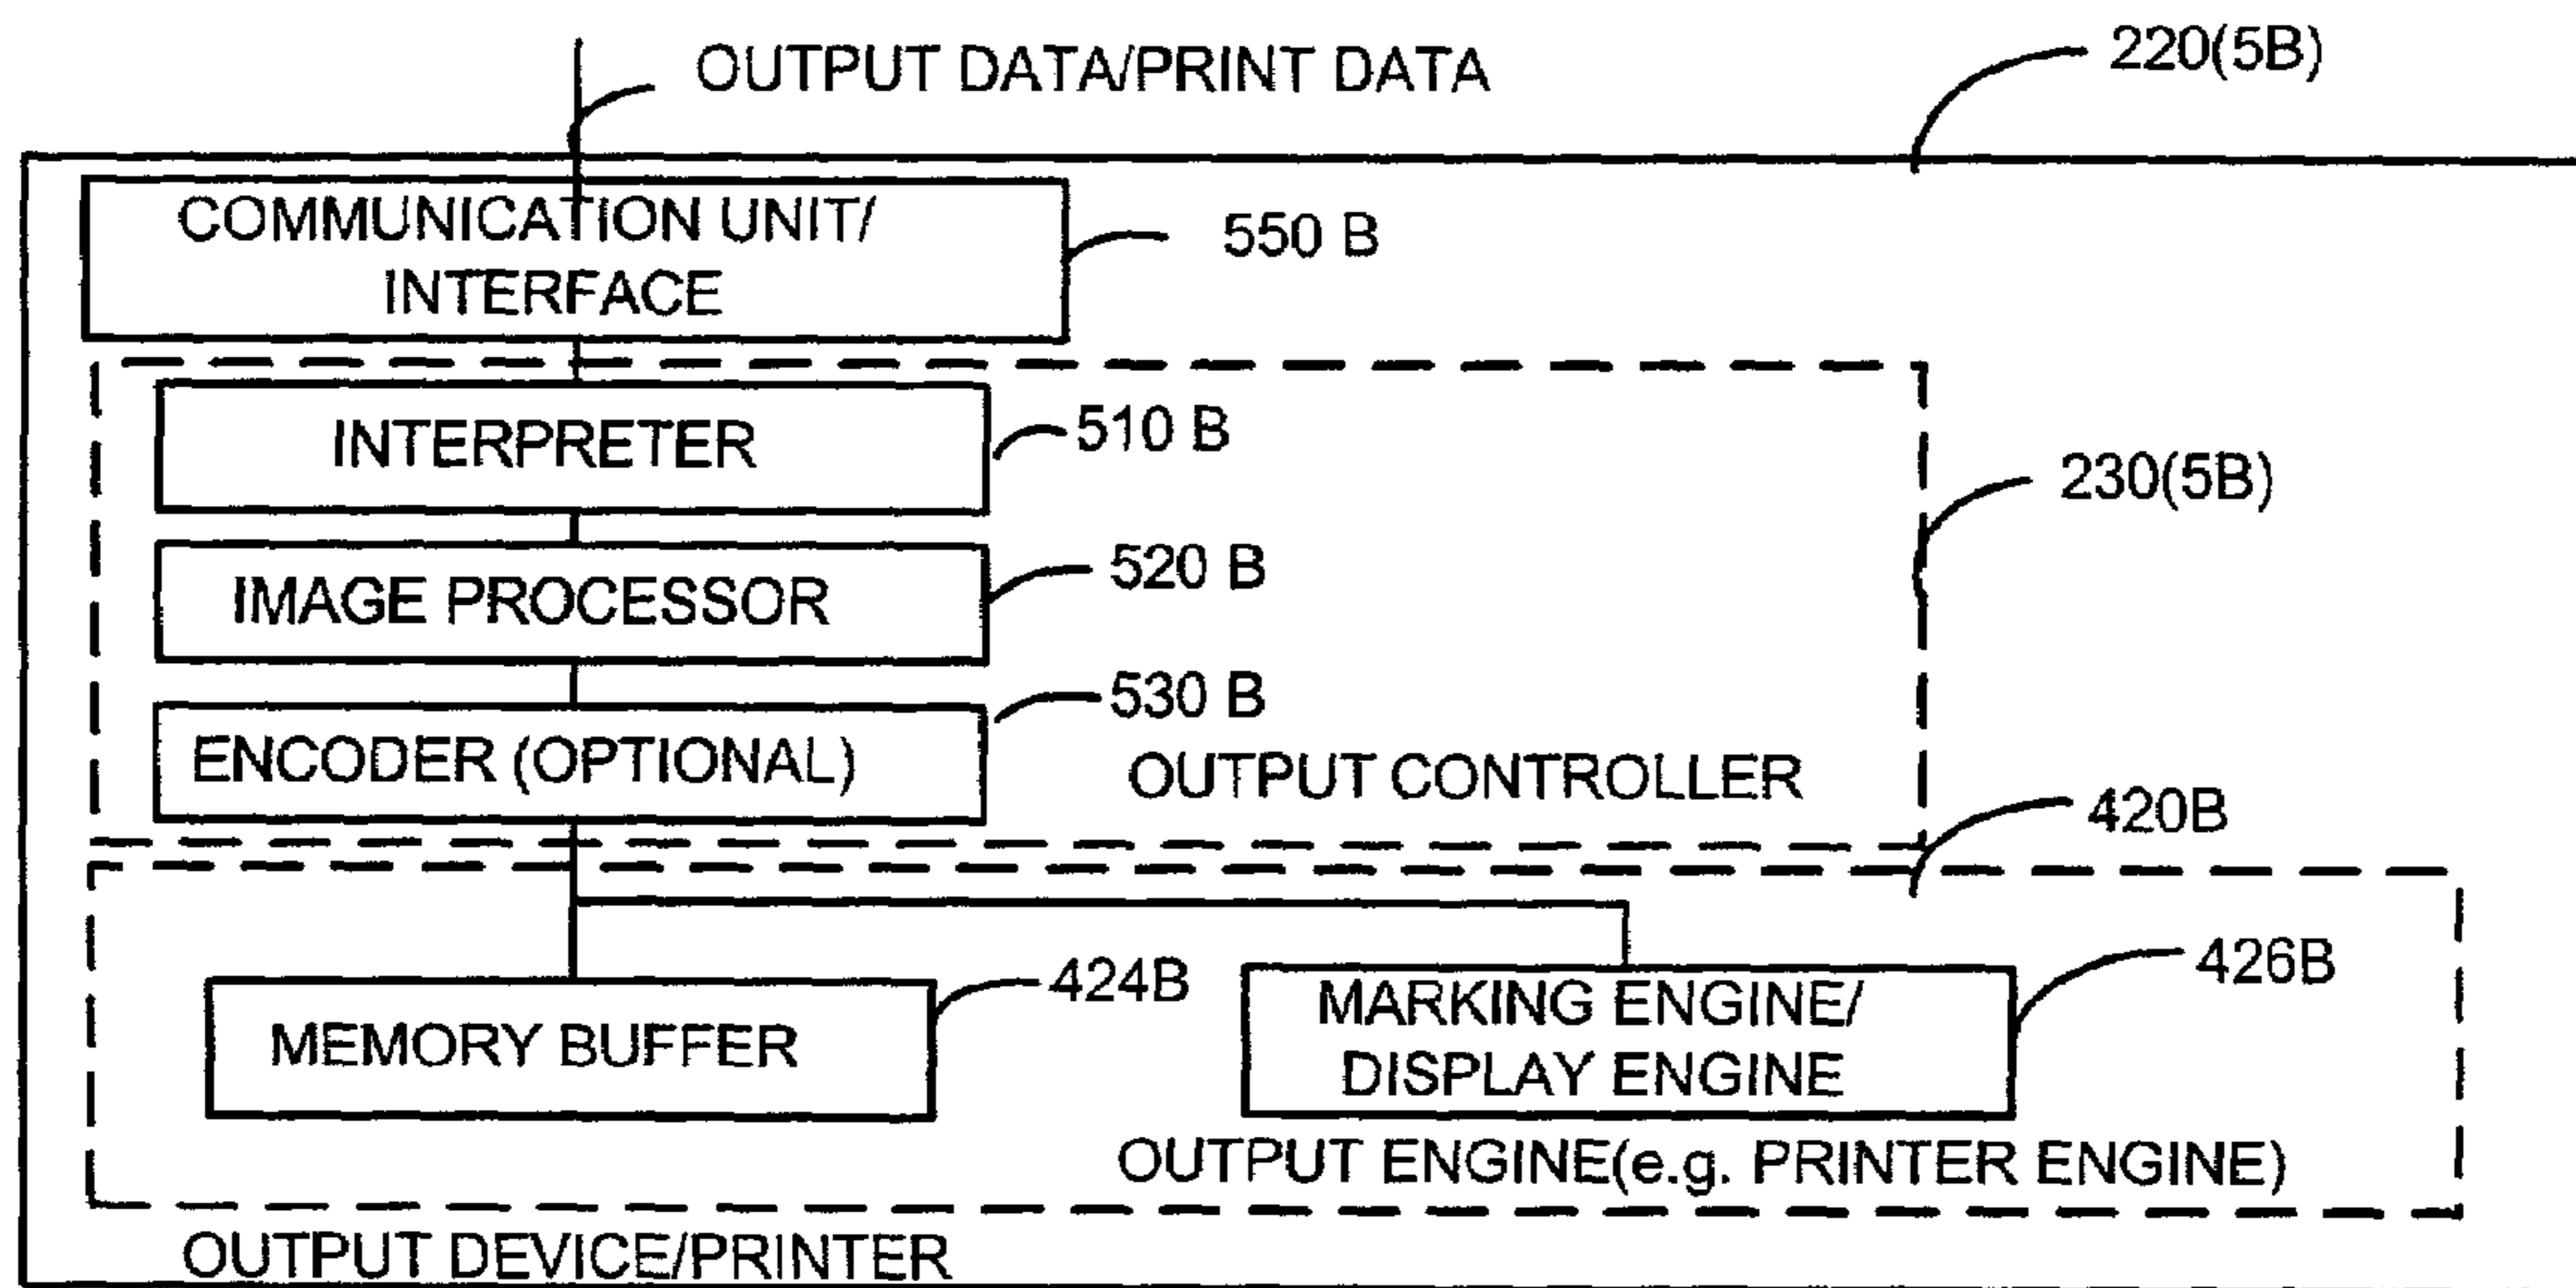 OUTPUT DATA/PRINT DATA
220(5B)
COMMUNICATION UNIT/
INTERFACE
550 B
INTERPRETER
510 B
230(5B)
IMAGE PROCESSOR
520 B
ENCODER (OPTIONAL)
530 B
OUTPUT CONTROLLER
420B
MEMORY BUFFER
424B
MARKING ENGINE/
DISPLAY ENGINE
426B
OUTPUT ENGINE(e.g. PRINTER ENGINE)
OUTPUT DEVICE/PRINTER